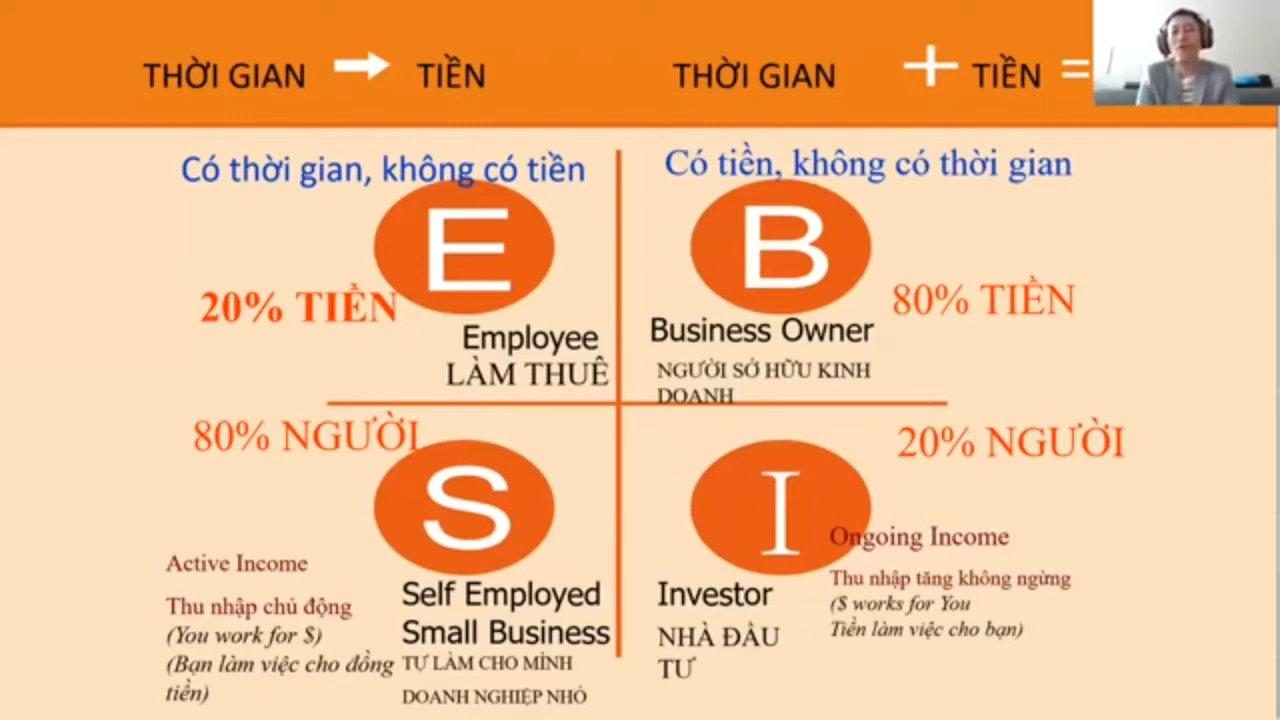 THỜI GIAN → TIỀN
THỜI GIAN + TIỀN =
Có thời gian, không có tiền
Có tiền, không có thời gian
E
B
20% TIỀN
80% TIỀN
Employee
LÀM THUÊ
Business Owner
NGƯỜI SỞ HỮU KINH
DOANH
80% NGƯỜI
20% NGƯỜI
S
I
Active Income
Thu nhập chủ động
(You work for $)
(Bạn làm việc cho đồng
tiền)
Self Employed
Small Business
TỰ LÀM CHO MÌNH
DOANH NGHIỆP NHỎ
Investor
NHÀ ĐẦU
TƯ
Ongoing Income
Thu nhập tăng không ngừng
($ works for You
Tiền làm việc cho bạn)